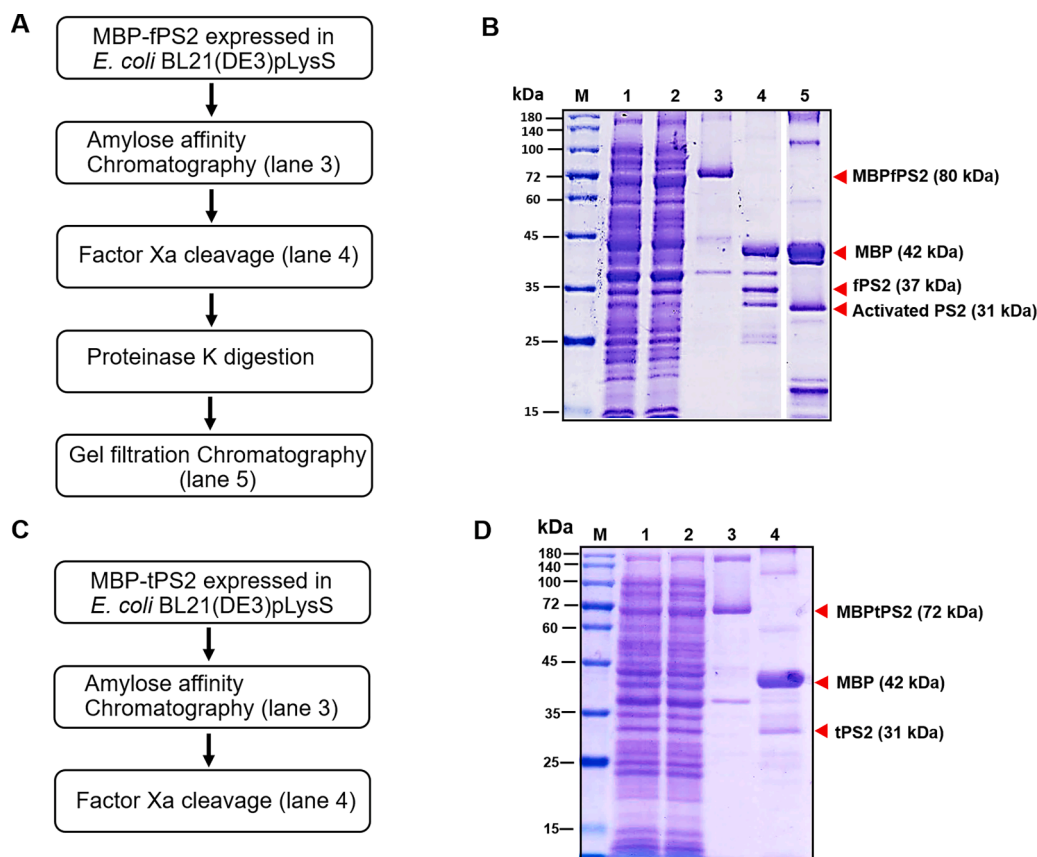 A
MBP-fPS2 expressed in
E. coli BL21(DE3)pLysS
Amylose affinity
Chromatography (lane 3)
Factor Xa cleavage (lane 4)
Proteinase K digestion
Gel filtration Chromatography
(lane 5)
B
kDa M 1 2 3 4 5
180
140
100
72
60
45
35
25
15
MBPfPS2 (80 kDa)
MBP (42 kDa)
fPS2 (37 kDa)
Activated PS2 (31 kDa)
C
MBP-tPS2 expressed in
E. coli BL21(DE3)pLysS
Amylose affinity
Chromatography (lane 3)
Factor Xa cleavage (lane 4)
D
kDa M 1 2 3 4
180
140
100
72
60
45
35
25
15
MBPtPS2 (72 kDa)
MBP (42 kDa)
tPS2 (31 kDa)